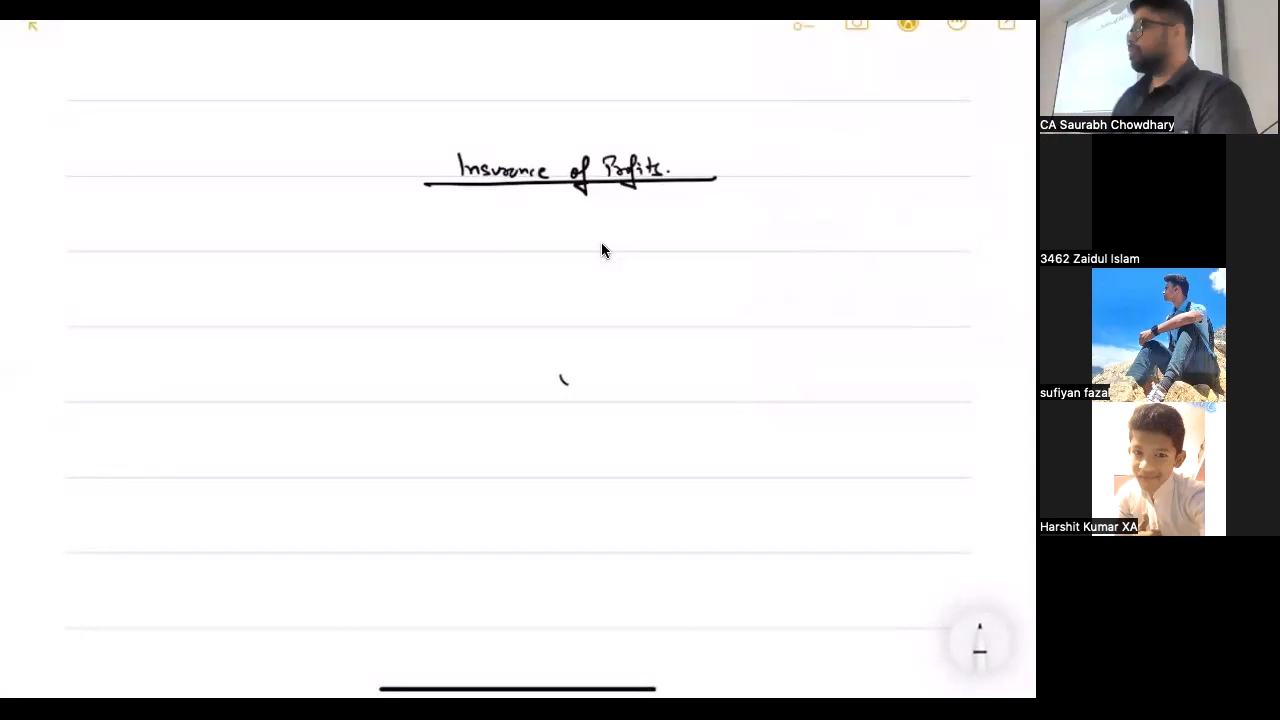 Insurance of Profits.
CA Saurabh Chowdhary
3462 Zaidul Islam
sufiyan fazal
Harshit Kumar XA